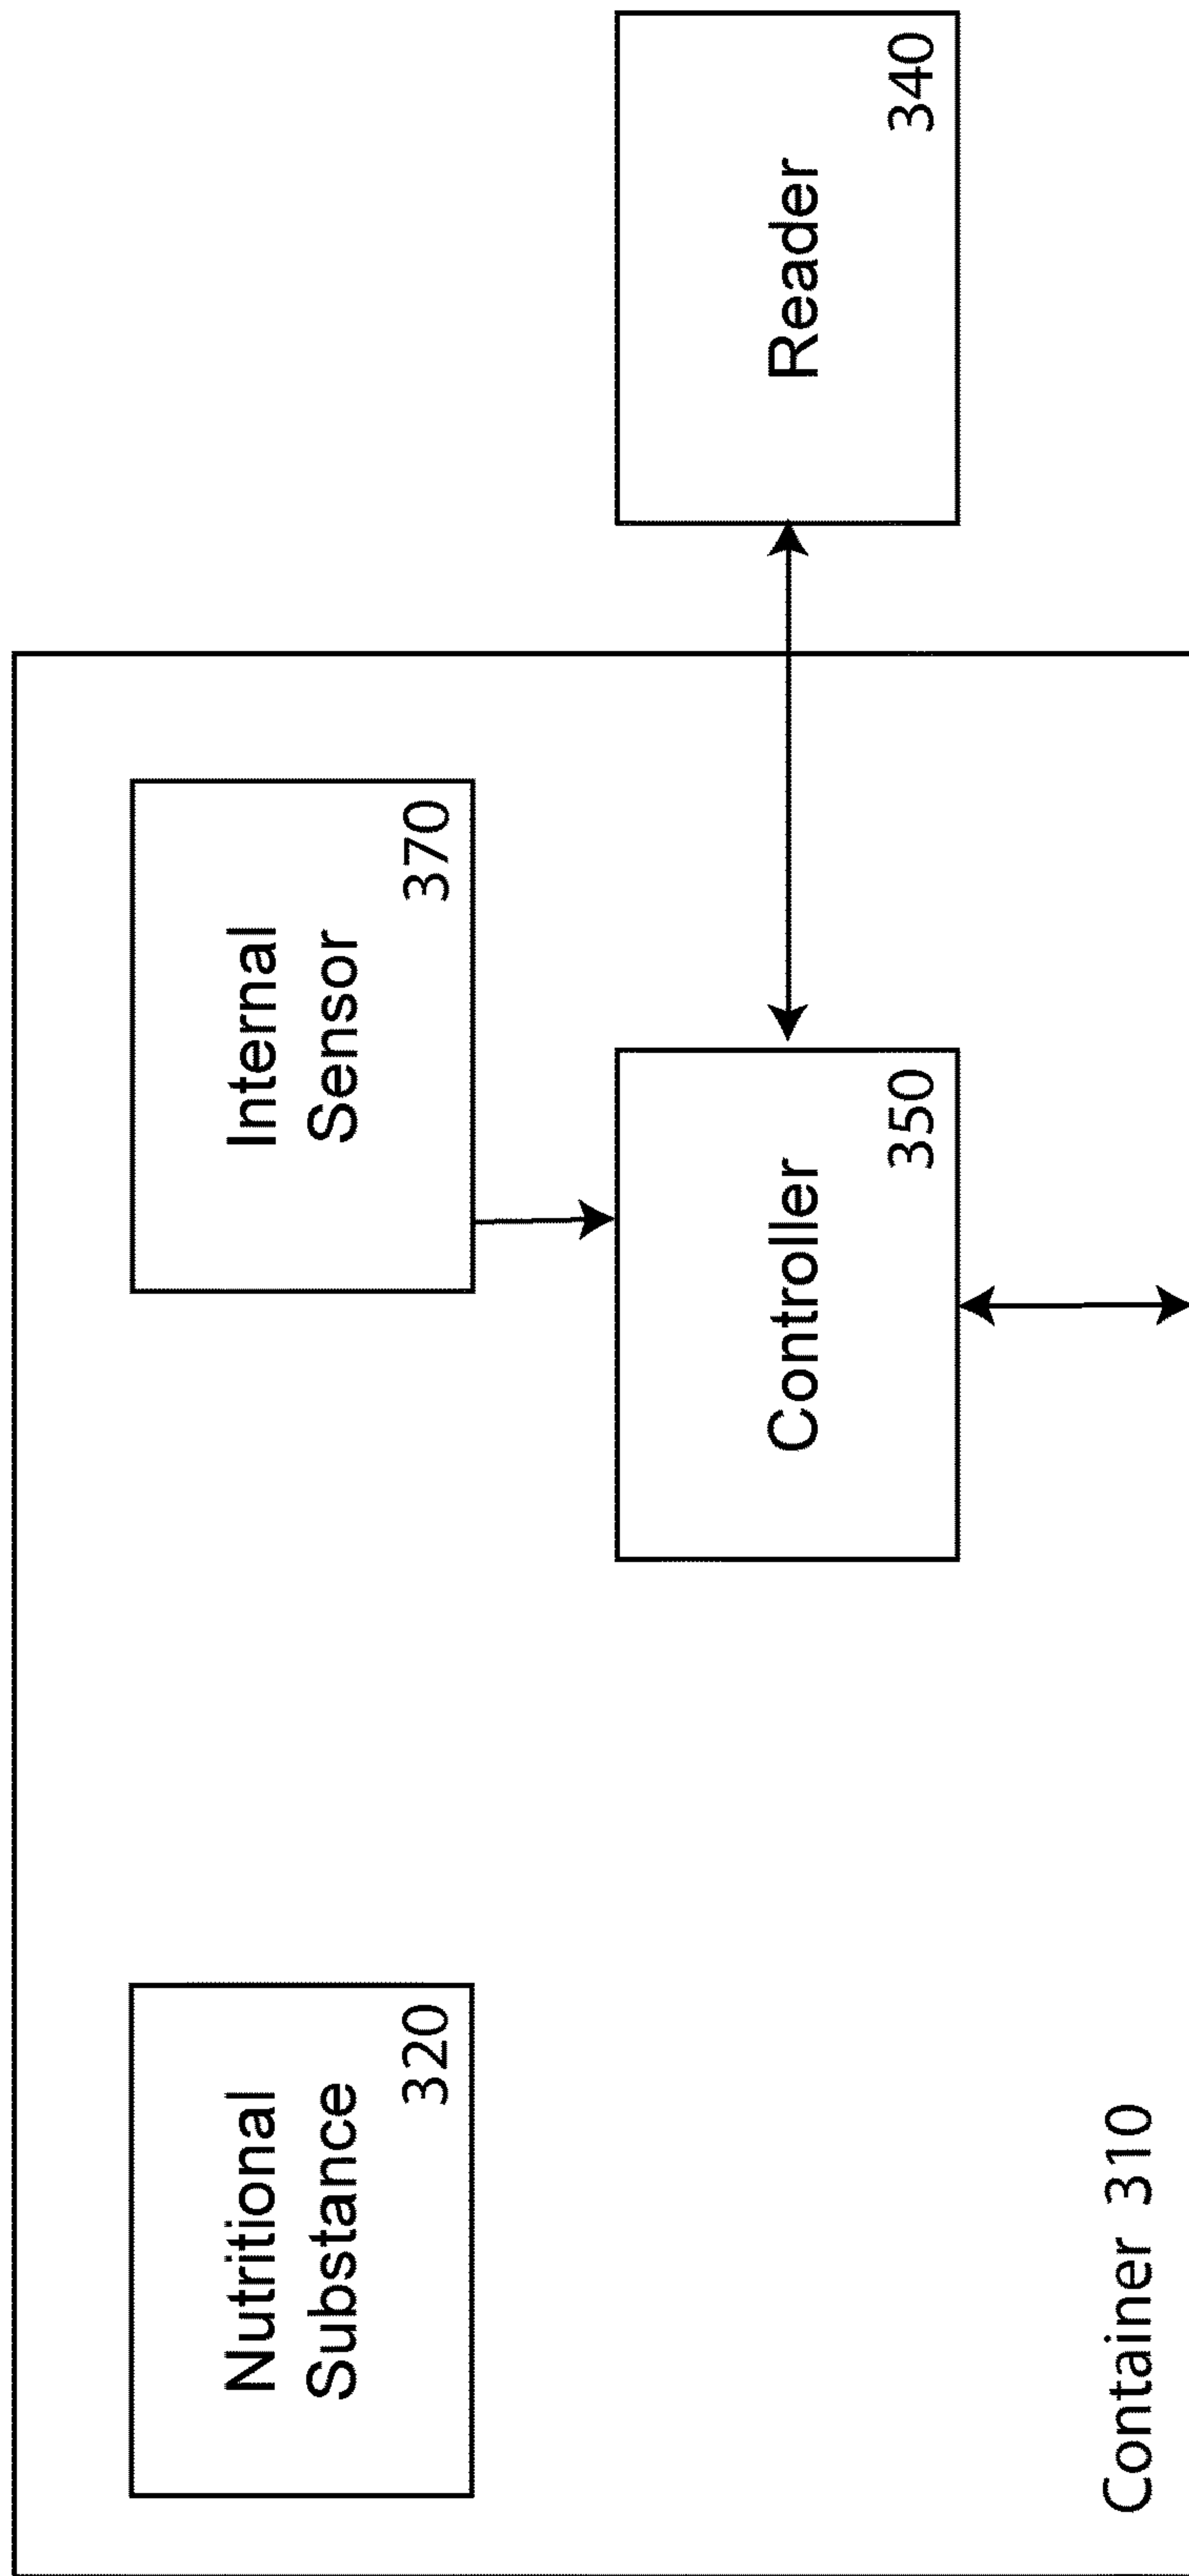 Nutritional
Substance
320
Internal
Sensor
370
Controller
350
Reader
340
Container 310